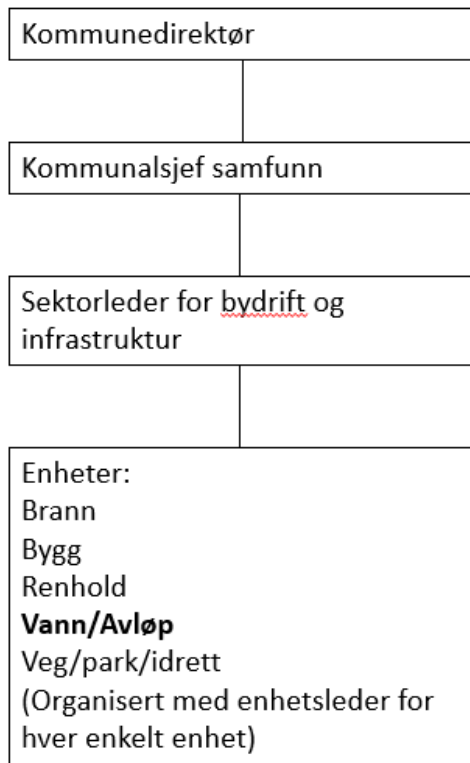 Kommunedirektør
Kommunalsjef samfunn
Sektorleder for bydrift og
infrastruktur
Enheter:
Brann
Bygg
Renhold
Vann/Avløp
Veg/park/idrett
(Organisert med enhetsleder for
hver enkelt enhet)